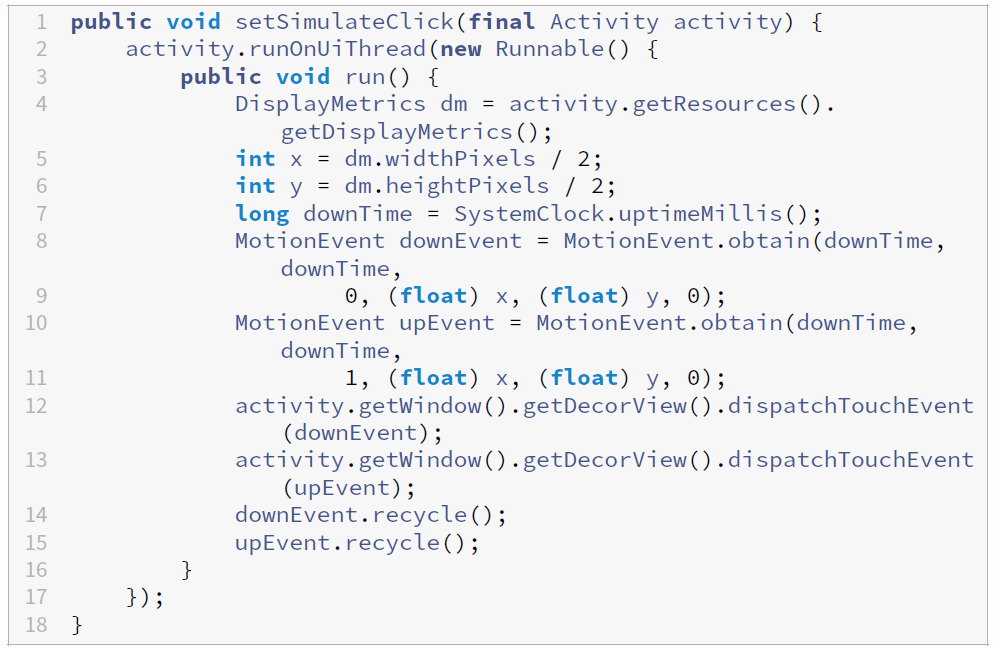 1 public void setSimulateClick(final Activity activity) {
2 activity.runOnUiThread(new Runnable() {
3 public void run() {
4 DisplayMetrics dm = activity.getResources().
getDisplayMetrics();
5 int x = dm.widthPixels / 2;
6 int y = dm.heightPixels / 2;
7 long downTime = SystemClock.uptimeMillis();
8 MotionEvent downEvent = MotionEvent.obtain(downTime,
downTime,
9 0, (float) x, (float) y, 0);
10 MotionEvent upEvent = MotionEvent.obtain(downTime,
downTime,
11 1, (float) x, (float) y, 0);
12 activity.getWindow().getDecorView().dispatchTouchEvent
(downEvent);
13 activity.getWindow().getDecorView().dispatchTouchEvent
(upEvent);
14 downEvent.recycle();
15 upEvent.recycle();
16 }
17 });
18 }